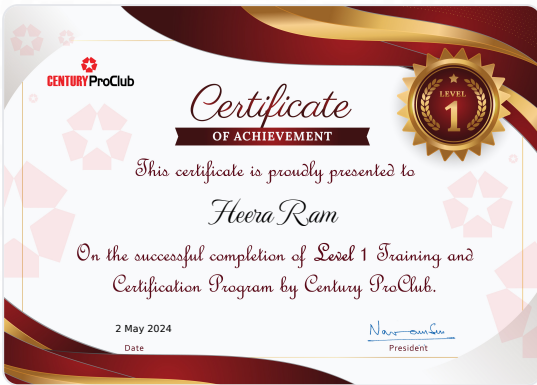 CENTURY ProClub
LEVEL
1
Certificate
OF ACHIEVEMENT
This certificate is proudly presented to
Heera Ram
On the successful completion of Level 1 Training and
Certification Program by Century ProClub.
2 May 2024
Date
President